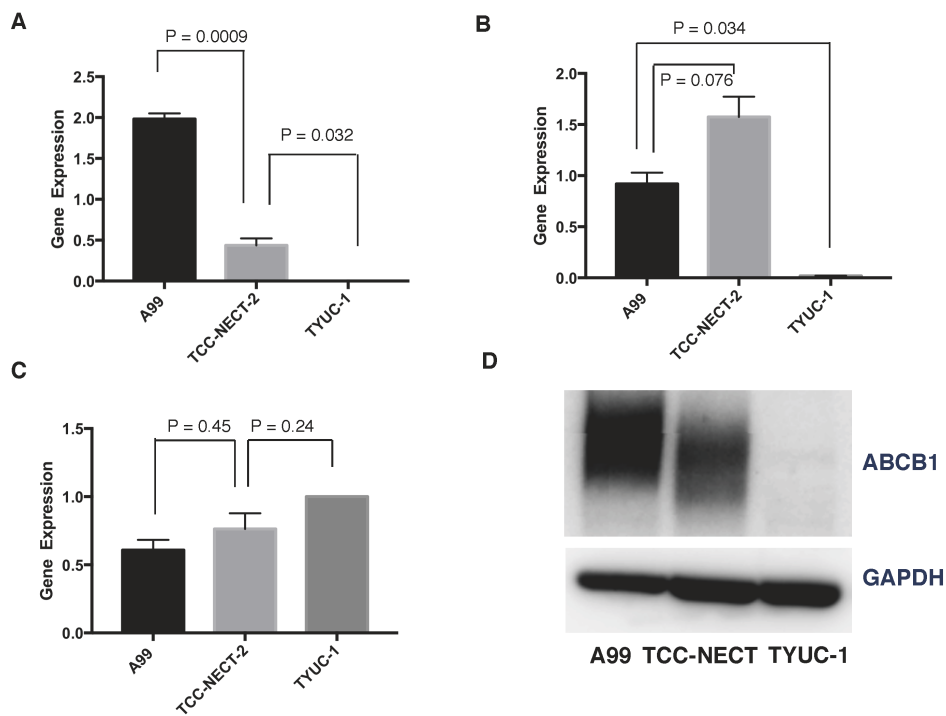 A
P = 0.0009
P = 0.032
2.5
2.0
1.5
1.0
0.5
0.0
Gene Expression
A99
TCC-NECT-2
TYUC-1
B
P = 0.034
P = 0.076
2.0
1.5
1.0
0.5
0.0
Gene Expression
A99
TCC-NECT-2
TYUC-1
C
P = 0.45
P = 0.24
1.5
1.0
0.5
0.0
Gene Expression
A99
TCC-NECT-2
TYUC-1
D
ABCB1
GAPDH
A99 TCC-NECT TYUC-1